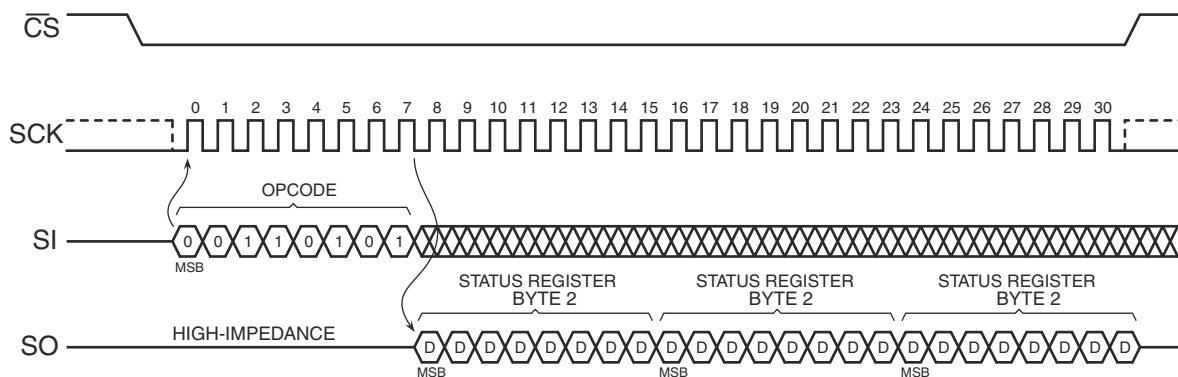 CS
0 1 2 3 4 5 6 7 8 9 10 11 12 13 14 15 16 17 18 19 20 21 22 23 24 25 26 27 28 29 30
SCK
OPCODE
SI 0 0 1 1 0 1 0 1
MSB
STATUS REGISTER STATUS REGISTER STATUS REGISTER
BYTE 2 BYTE 2 BYTE 2
HIGH-IMPEDANCE
SO D D D D D D D D D D D D D D D D D D D D D D D D
MSB MSB MSB